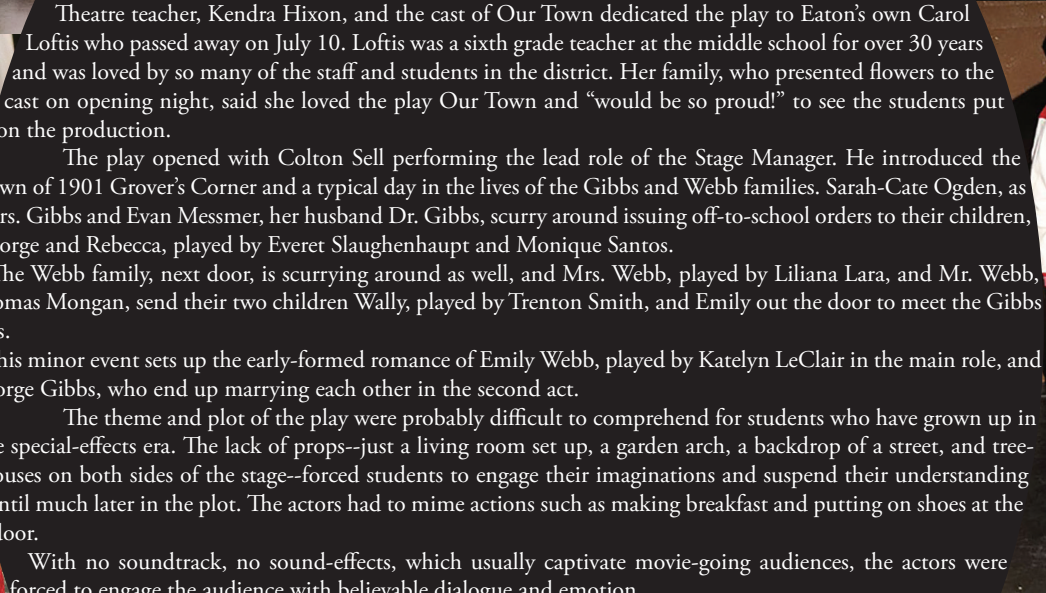 Theatre teacher, Kendra Hixon, and the cast of Our Town dedicated the play to Eaton’s own Carol
Loftis who passed away on July 10. Loftis was a sixth grade teacher at the middle school for over 30 years
and was loved by so many of the staff and students in the district. Her family, who presented flowers to the
cast on opening night, said she loved the play Our Town and “would be so proud!” to see the students put
on the production.
The play opened with Colton Sell performing the lead role of the Stage Manager. He introduced the
wn of 1901 Grover’s Corner and a typical day in the lives of the Gibbs and Webb families. Sarah-Cate Ogden, as
rs. Gibbs and Evan Messmer, her husband Dr. Gibbs, scurry around issuing off-to-school orders to their children,
orge and Rebecca, played by Everet Slaughenhaupt and Monique Santos.
The Webb family, next door, is scurrying around as well, and Mrs. Webb, played by Liliana Lara, and Mr. Webb,
omas Mongan, send their two children Wally, played by Trenton Smith, and Emily out the door to meet the Gibbs
s.
his minor event sets up the early-formed romance of Emily Webb, played by Katelyn LeClair in the main role, and
orge Gibbs, who end up marrying each other in the second act.
The theme and plot of the play were probably difficult to comprehend for students who have grown up in
e special-effects era. The lack of props--just a living room set up, a garden arch, a backdrop of a street, and tree-
ouses on both sides of the stage--forced students to engage their imaginations and suspend their understanding
ntil much later in the plot. The actors had to mime actions such as making breakfast and putting on shoes at the
loor.
With no soundtrack, no sound-effects, which usually captivate movie-going audiences, the actors were
forced to engage the audience with believable dialogue and emotion.